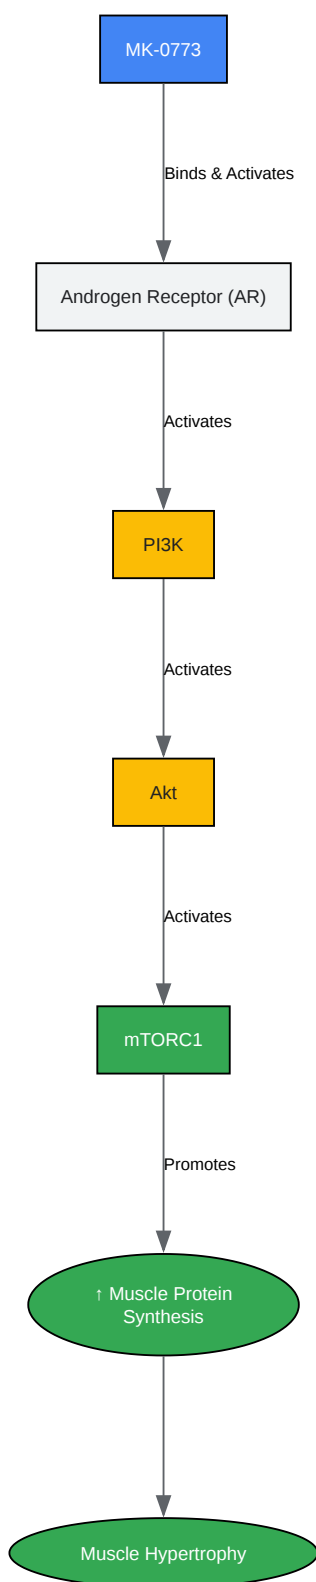 MK-0773
Binds & Activates
Androgen Receptor (AR)
Activates
PI3K
Activates
Akt
Activates
mTORC1
Promotes
↑ Muscle Protein
Synthesis
Muscle Hypertrophy